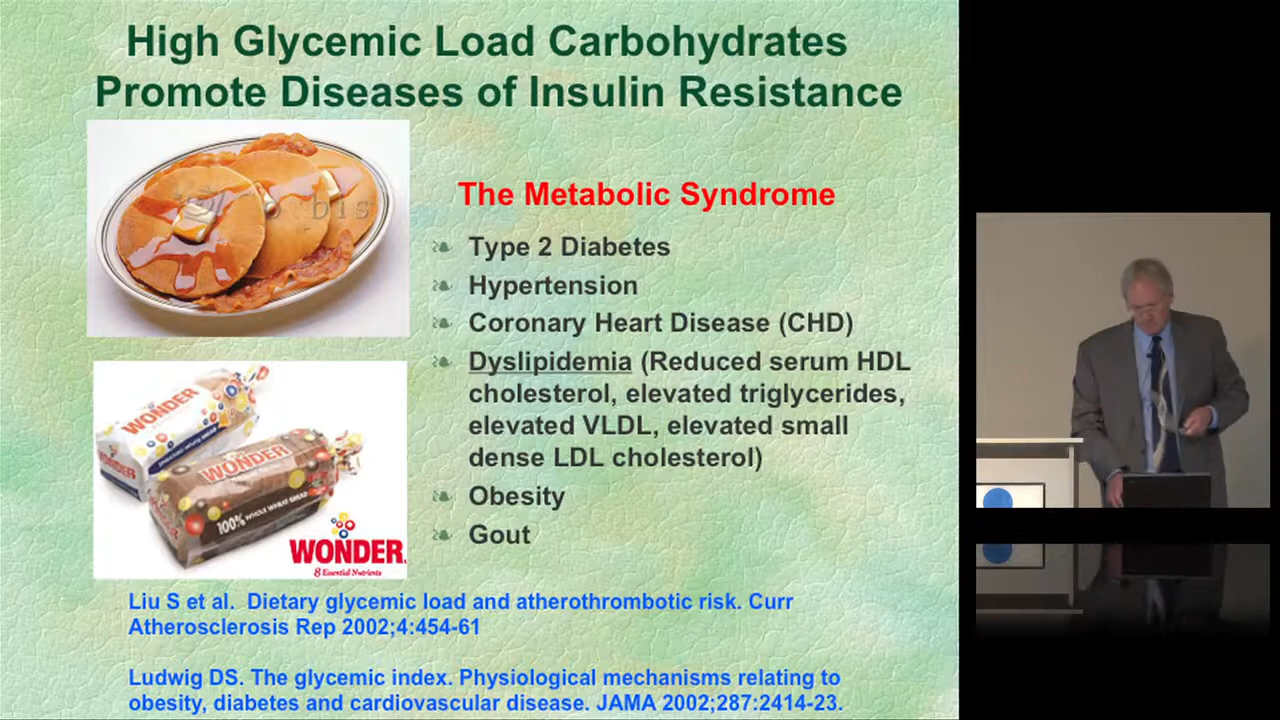 High Glycemic Load Carbohydrates
Promote Diseases of Insulin Resistance
bis
The Metabolic Syndrome
Type 2 Diabetes
Hypertension
Coronary Heart Disease (CHD)
Dyslipidemia (Reduced serum HDL
cholesterol, elevated triglycerides,
elevated VLDL, elevated small
dense LDL cholesterol)
Obesity
Gout
WONDER
WONDER
100% WHOLE WHEAT BREAD
WONDER
8 Essential Nutrients
Liu S et al. Dietary glycemic load and atherothrombotic risk. Curr
Atherosclerosis Rep 2002;4:454-61
Ludwig DS. The glycemic index. Physiological mechanisms relating to
obesity, diabetes and cardiovascular disease. JAMA 2002;287:2414-23.